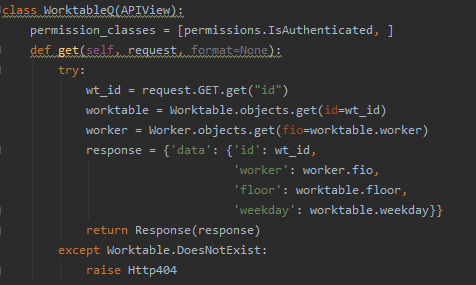 class WorktableQ(APIView):
    permission_classes = [permissions.IsAuthenticated, ]
    def get(self, request, format=None):
        try:
            wt_id = request.GET.get("id")
            worktable = Worktable.objects.get(id=wt_id)
            worker = Worker.objects.get(fio=worktable.worker)
            response = {'data': {'id': wt_id,
                                 'worker': worker.fio,
                                 'floor': worktable.floor,
                                 'weekday': worktable.weekday}}
            return Response(response)
        except Worktable.DoesNotExist:
            raise Http404